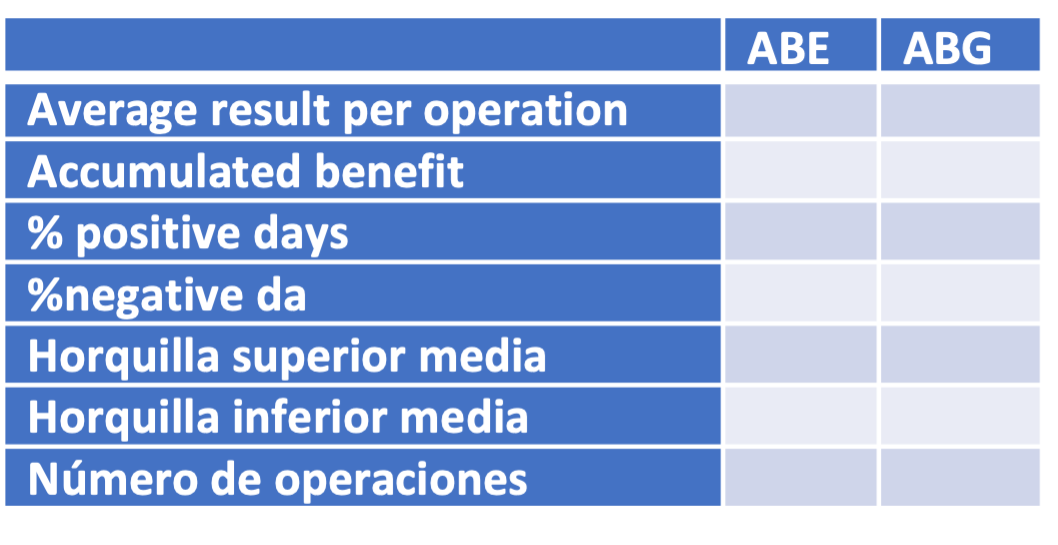 ABE ABG
Average result per operation
Accumulated benefit
% positive days
%negative da
Horquilla superior media
Horquilla inferior media
Número de operaciones